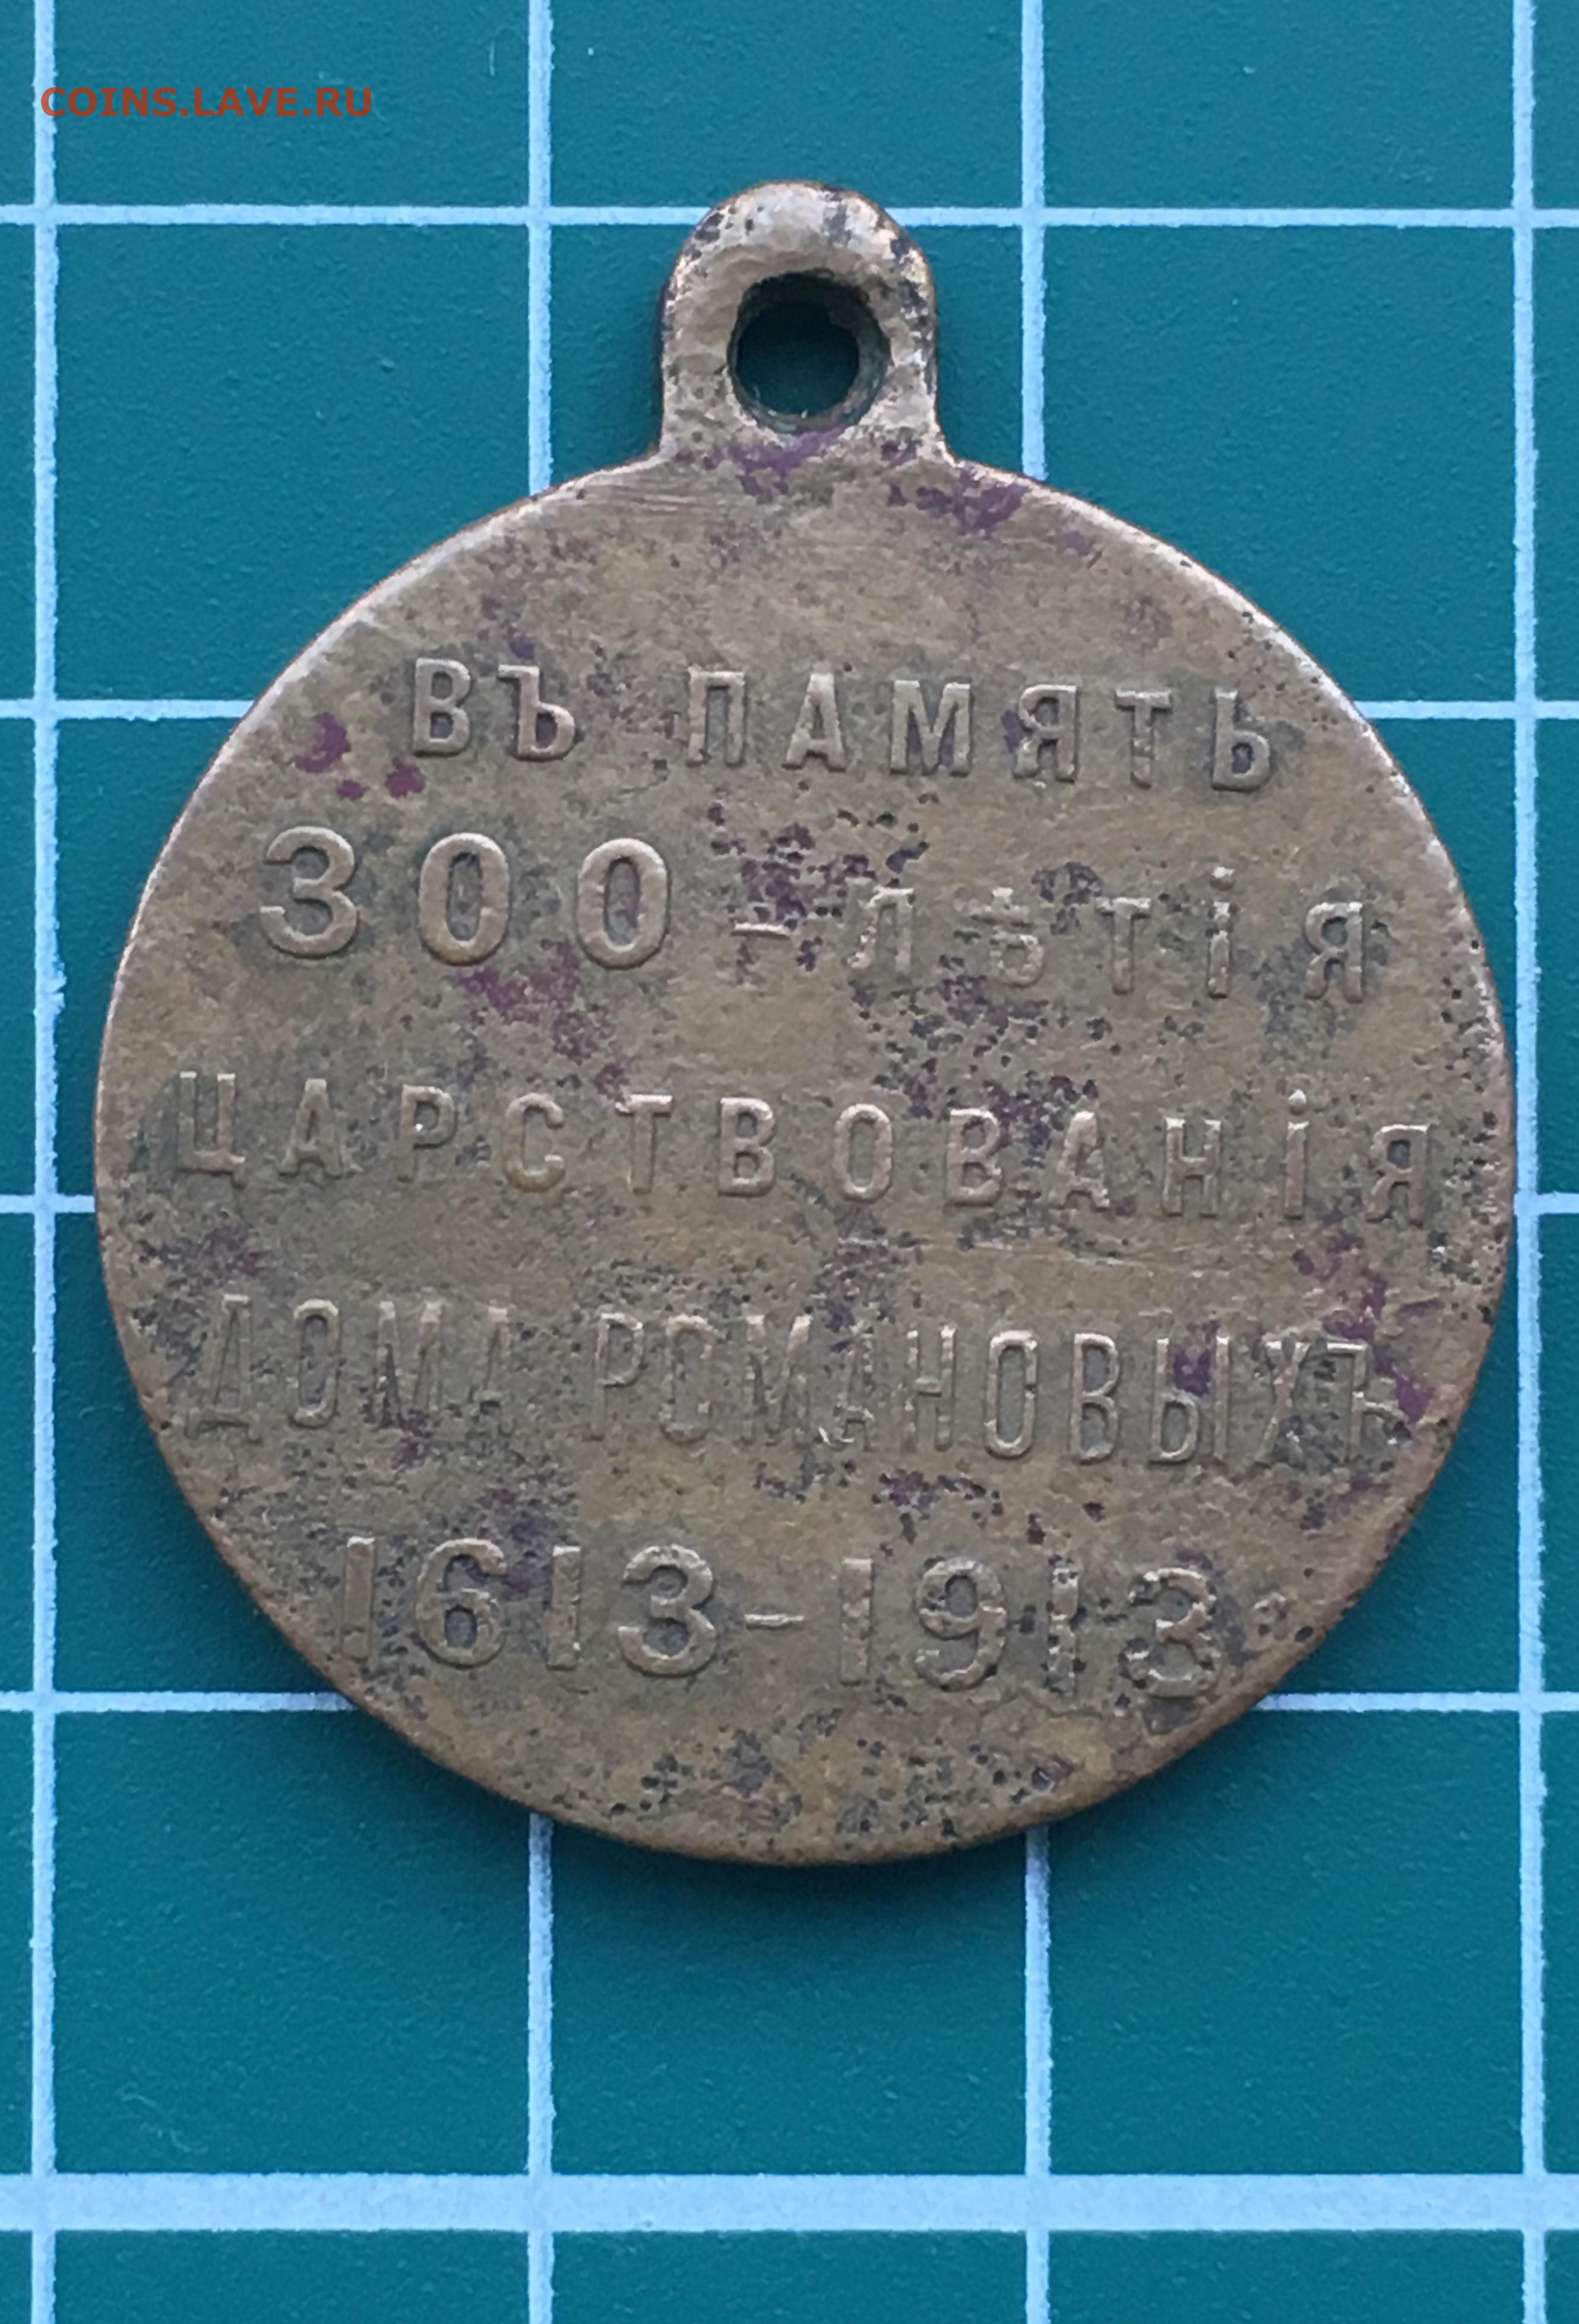 COINS.LAVE.RU
ВЪ ПАМЯТЬ
300-ЛѢТІЯ
ЦАРСТВОВАНІЯ
ДОМА РОМАНОВЫХЪ
1613-1913